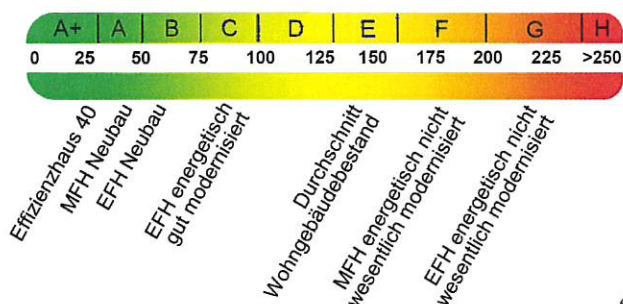 A+ A B C D E F G H
0 25 50 75 100 125 150 175 200 225 >250
Effizienzhaus 40
MFH Neubau
EFH Neubau
EFH energetisch
gut modernisiert
Durchschnitt
Wohngebäudebestand
MFH energetisch nicht
wesentlich modernisiert
EFH energetisch nicht
wesentlich modernisiert